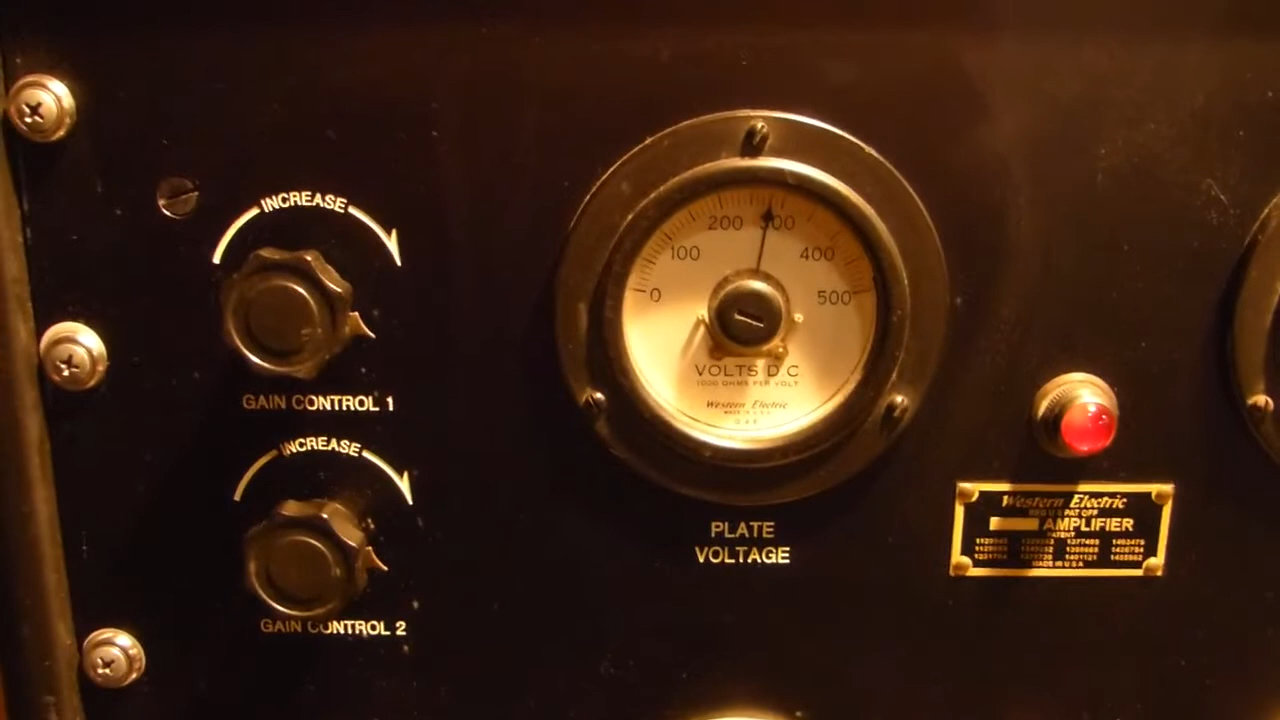 INCREASE
GAIN CONTROL 1
INCREASE
GAIN CONTROL 2
0 100 200 300 400 500
VOLTS D C
1000 OHMS PER VOLT
Western Electric
MADE IN U.S.A.
PLATE
VOLTAGE
Western Electric
REG U S PAT OFF
AMPLIFIER
PATENT
MADE IN U S A